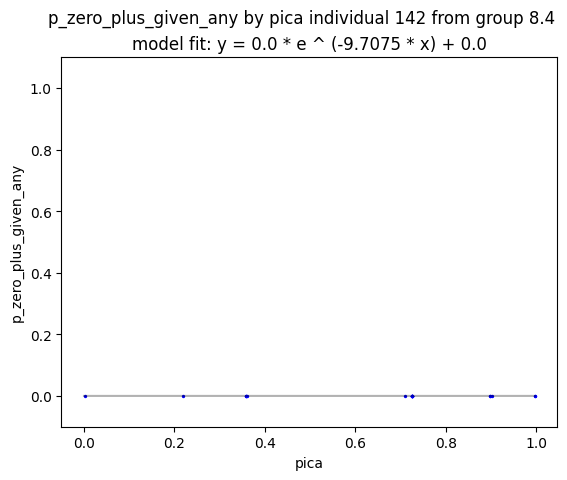 p_zero_plus_given_any by pica individual 142 from group 8.4
model fit: y = 0.0 * e ^ (-9.7075 * x) + 0.0
1.0
0.8
0.6
0.4
0.2
0.0
p_zero_plus_given_any
0.0 0.2 0.4 0.6 0.8 1.0
pica